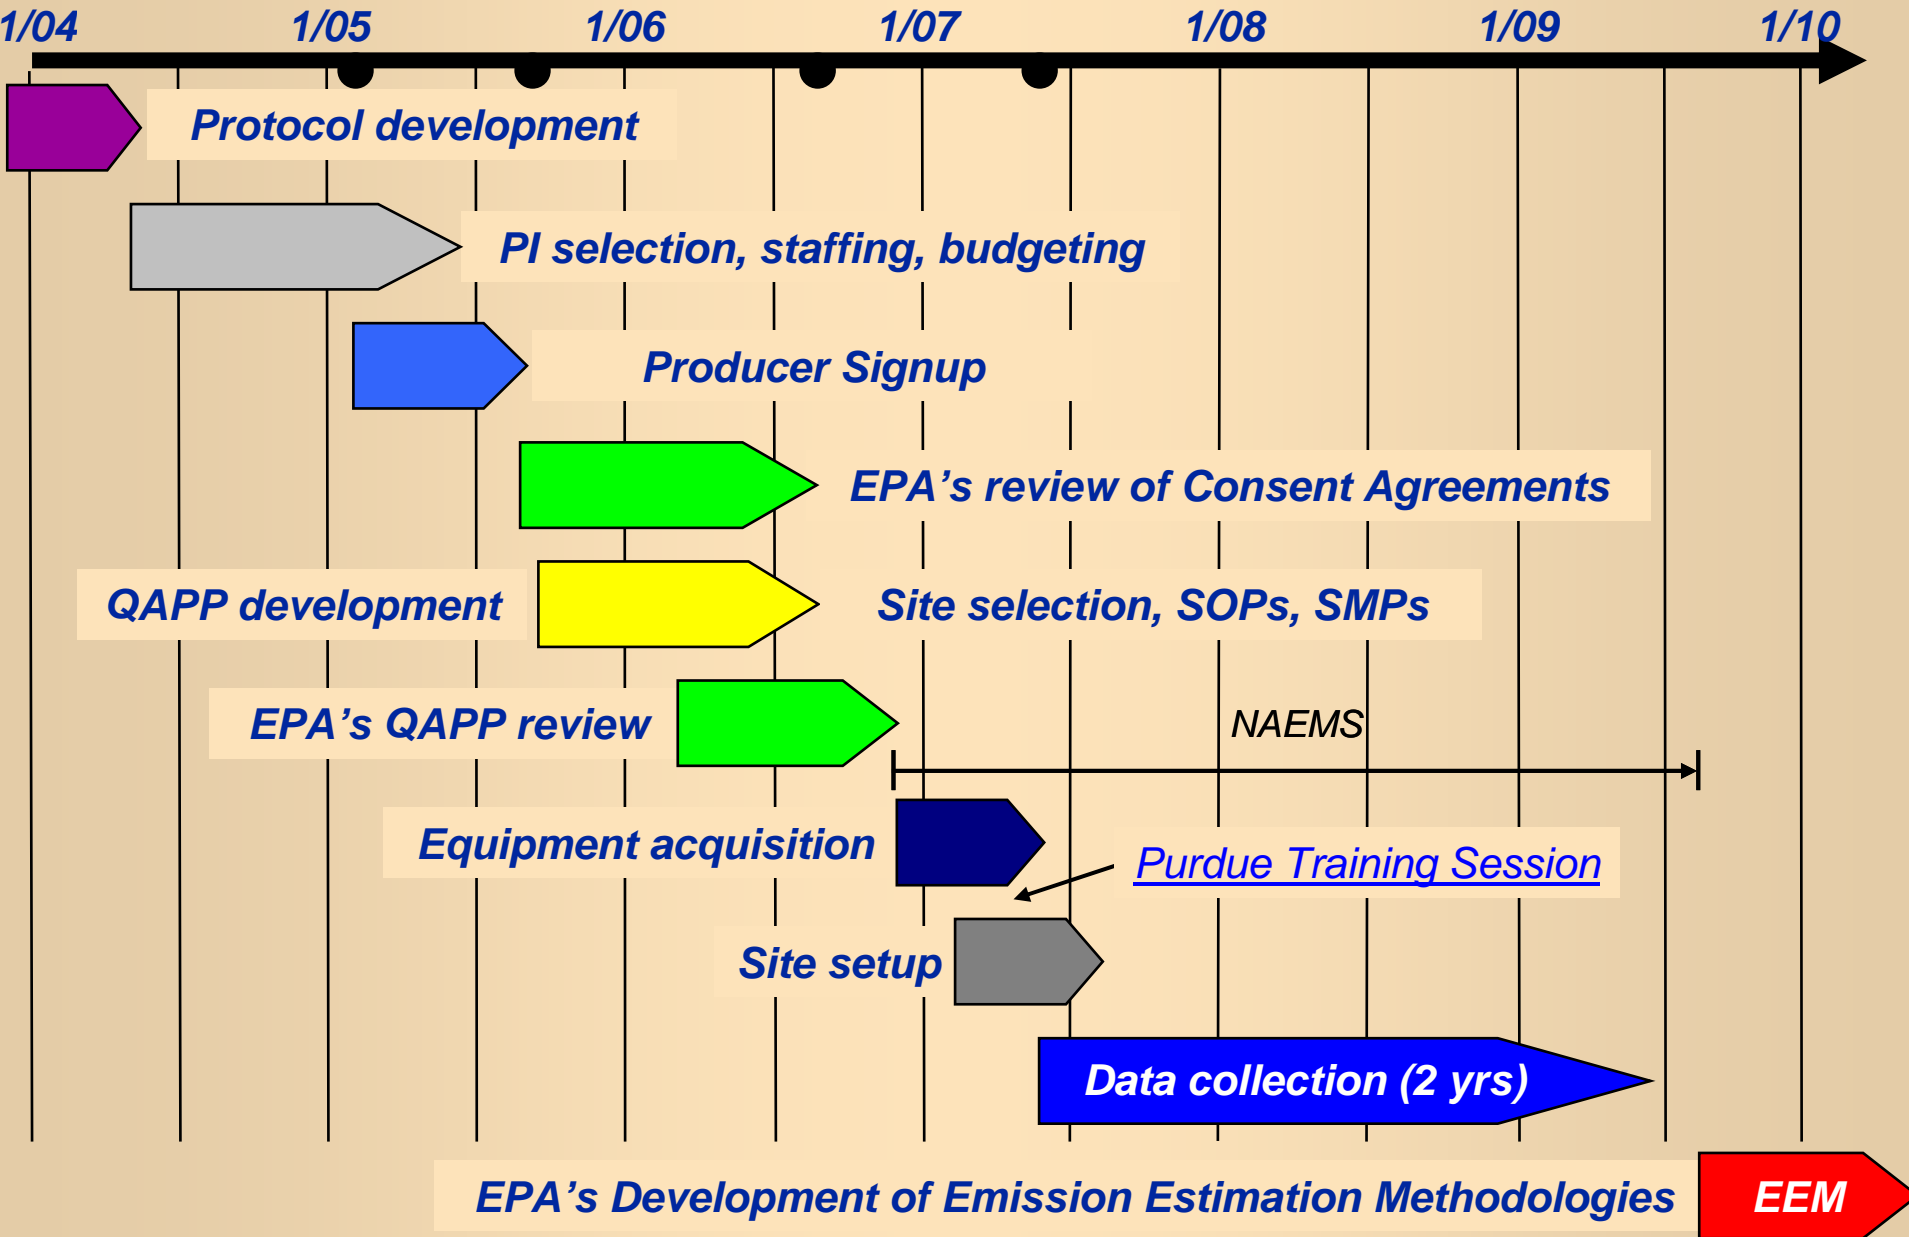 1/04 1/05 1/06 1/07 1/08 1/09 1/10
Protocol development
PI selection, staffing, budgeting
Producer Signup
EPA’s review of Consent Agreements
QAPP development
Site selection, SOPs, SMPs
EPA’s QAPP review
NAEMS
Equipment acquisition
Purdue Training Session
Site setup
Data collection (2 yrs)
EPA’s Development of Emission Estimation Methodologies
EEM